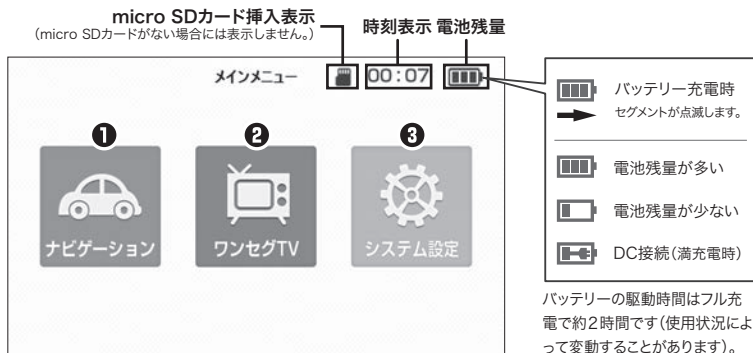 micro SDカード挿入表示
(micro SDカードがない場合には表示しません。)
時刻表示 電池残量
メインメニュー 00:07
❶ ❷ ❸
ナビゲーション ワンセグTV システム設定
バッテリー充電時
セグメントが点滅します。
電池残量が多い
電池残量が少ない
DC接続(満充電時)
バッテリーの駆動時間はフル充
電で約2時間です(使用状況によ
って変動することがあります)。